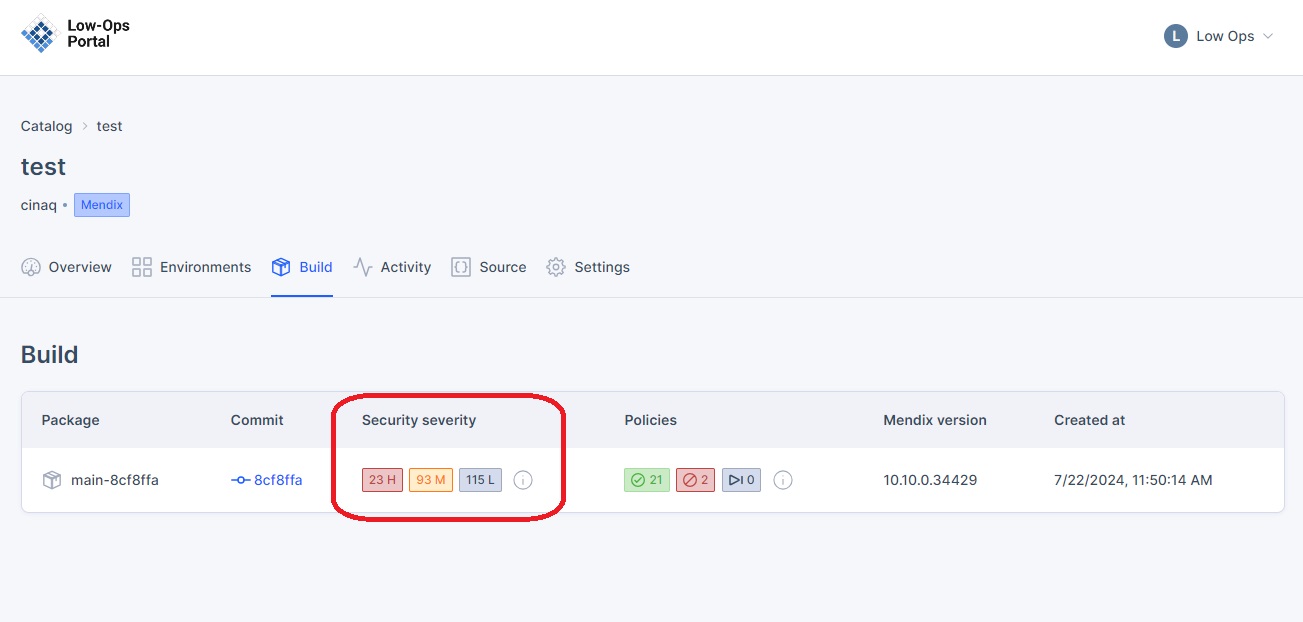 Low-Ops
Portal
L Low Ops
Catalog > test
test
cinaq • Mendix
Overview Environments Build Activity Source Settings
Build
Package Commit Security severity Policies Mendix version Created at
main-8cf8ffa 8cf8ffa 23 H 93 M 115 L i 21 2 0 i 10.10.0.34429 7/22/2024, 11:50:14 AM